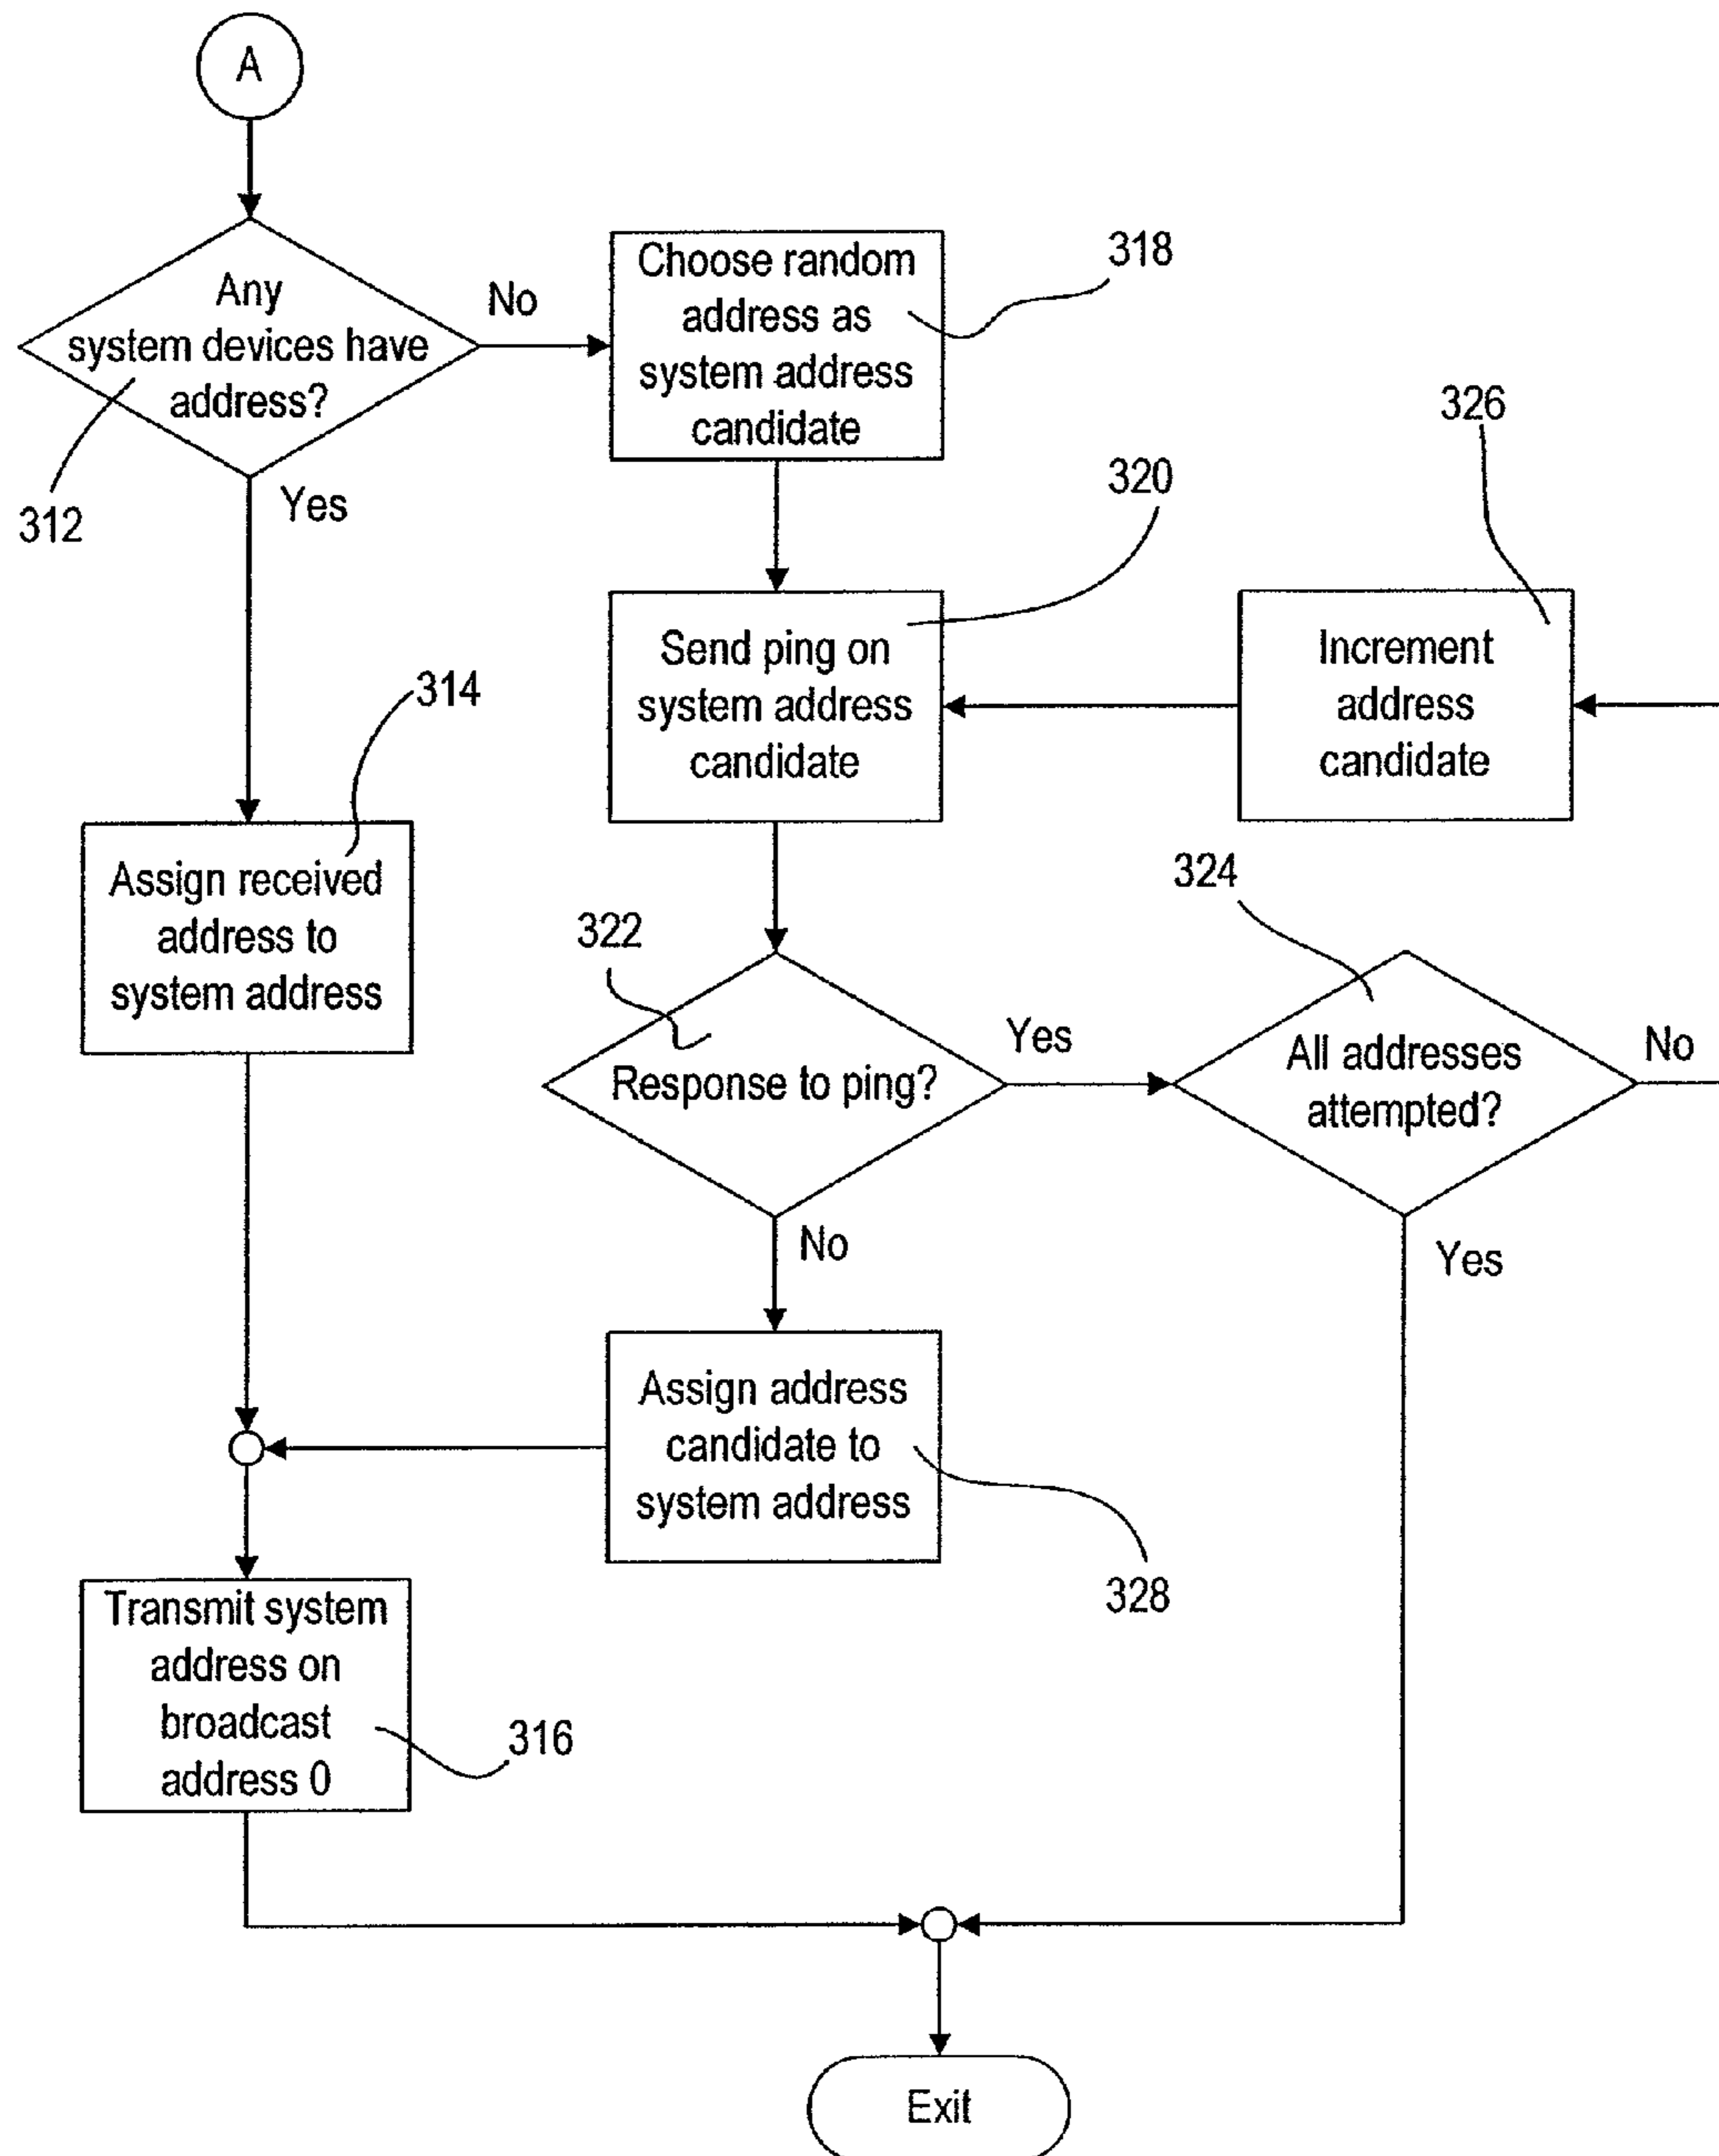 A
Any
system devices have
address?
No
Yes
312
Choose random
address as
system address
candidate
318
320
326
Send ping on
system address
candidate
Increment
address
candidate
314
Assign received
address to
system address
322
Response to ping?
Yes
No
324
All addresses
attempted?
No
Yes
Assign address
candidate to
system address
328
Transmit system
address on
broadcast
address 0
316
Exit